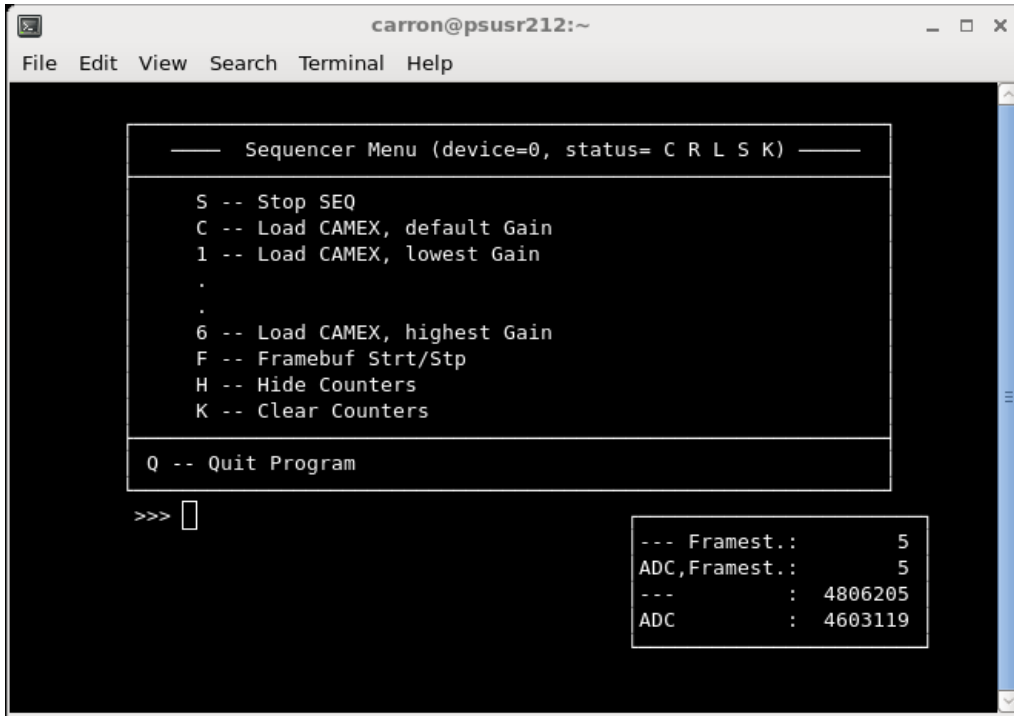 carron@psusr212:~
File Edit View Search Terminal Help
Sequencer Menu (device=0, status= C R L S K)
S -- Stop SEQ
C -- Load CAMEX, default Gain
1 -- Load CAMEX, lowest Gain
.
.
6 -- Load CAMEX, highest Gain
F -- Framebuf Strt/Stp
H -- Hide Counters
K -- Clear Counters
Q -- Quit Program
>>>
--- Framest.: 5
ADC,Framest.: 5
--- : 4806205
ADC : 4603119